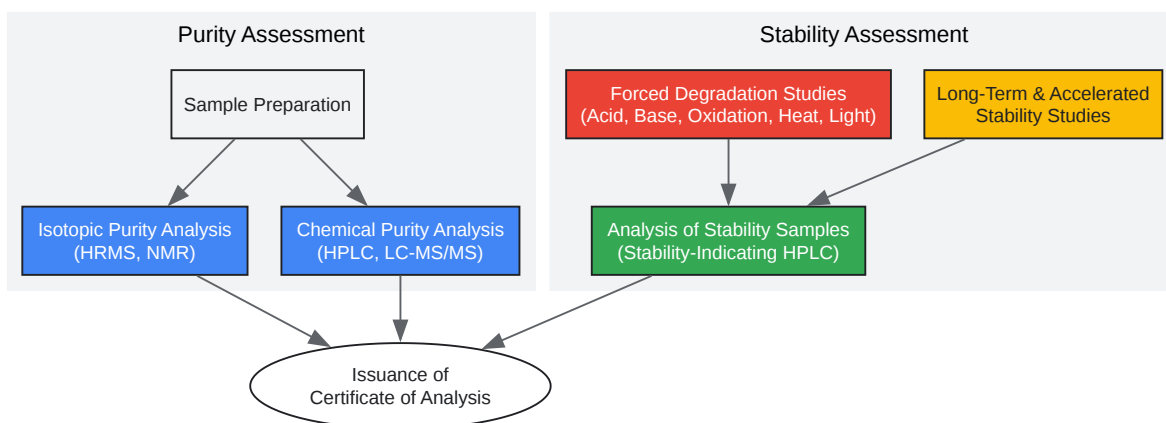 Purity Assessment
Sample Preparation
Isotopic Purity Analysis
(HRMS, NMR)
Chemical Purity Analysis
(HPLC, LC-MS/MS)
Stability Assessment
Forced Degradation Studies
(Acid, Base, Oxidation, Heat, Light)
Long-Term & Accelerated
Stability Studies
Analysis of Stability Samples
(Stability-Indicating HPLC)
Issuance of
Certificate of Analysis